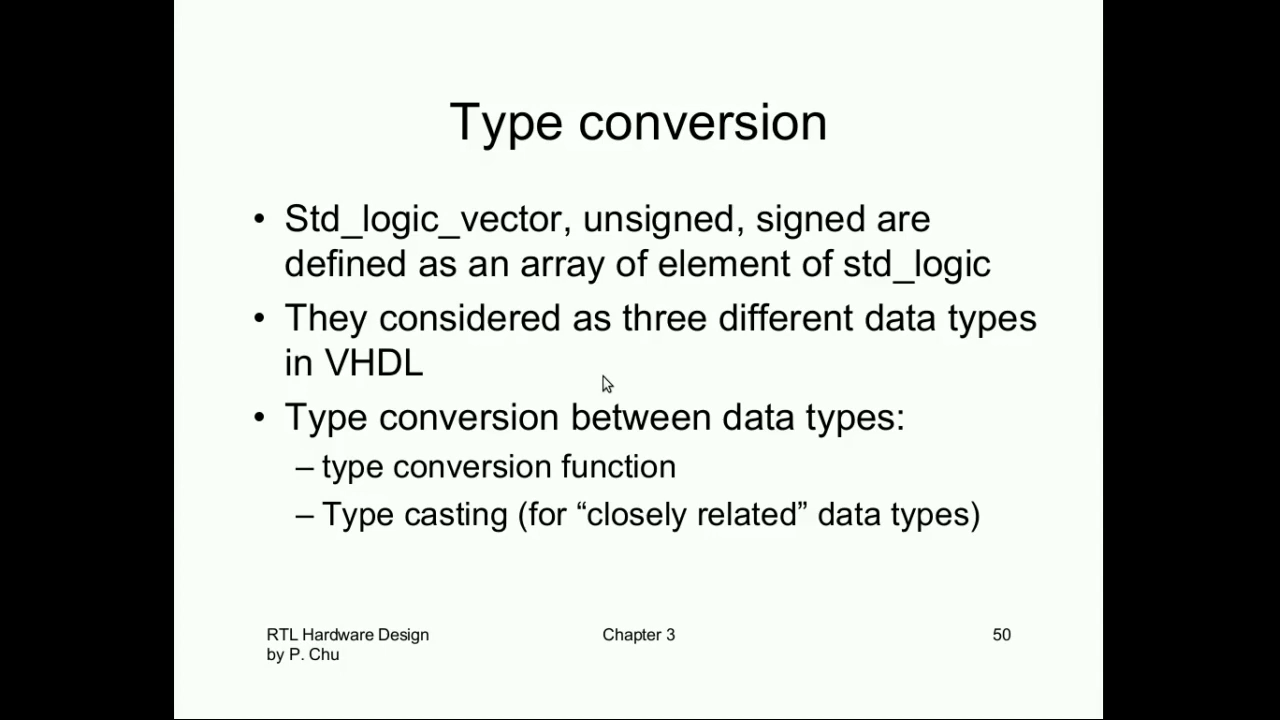 Type conversion
• Std_logic_vector, unsigned, signed are
defined as an array of element of std_logic
• They considered as three different data types
in VHDL
• Type conversion between data types:
– type conversion function
– Type casting (for “closely related” data types)
RTL Hardware Design
by P. Chu
Chapter 3
50